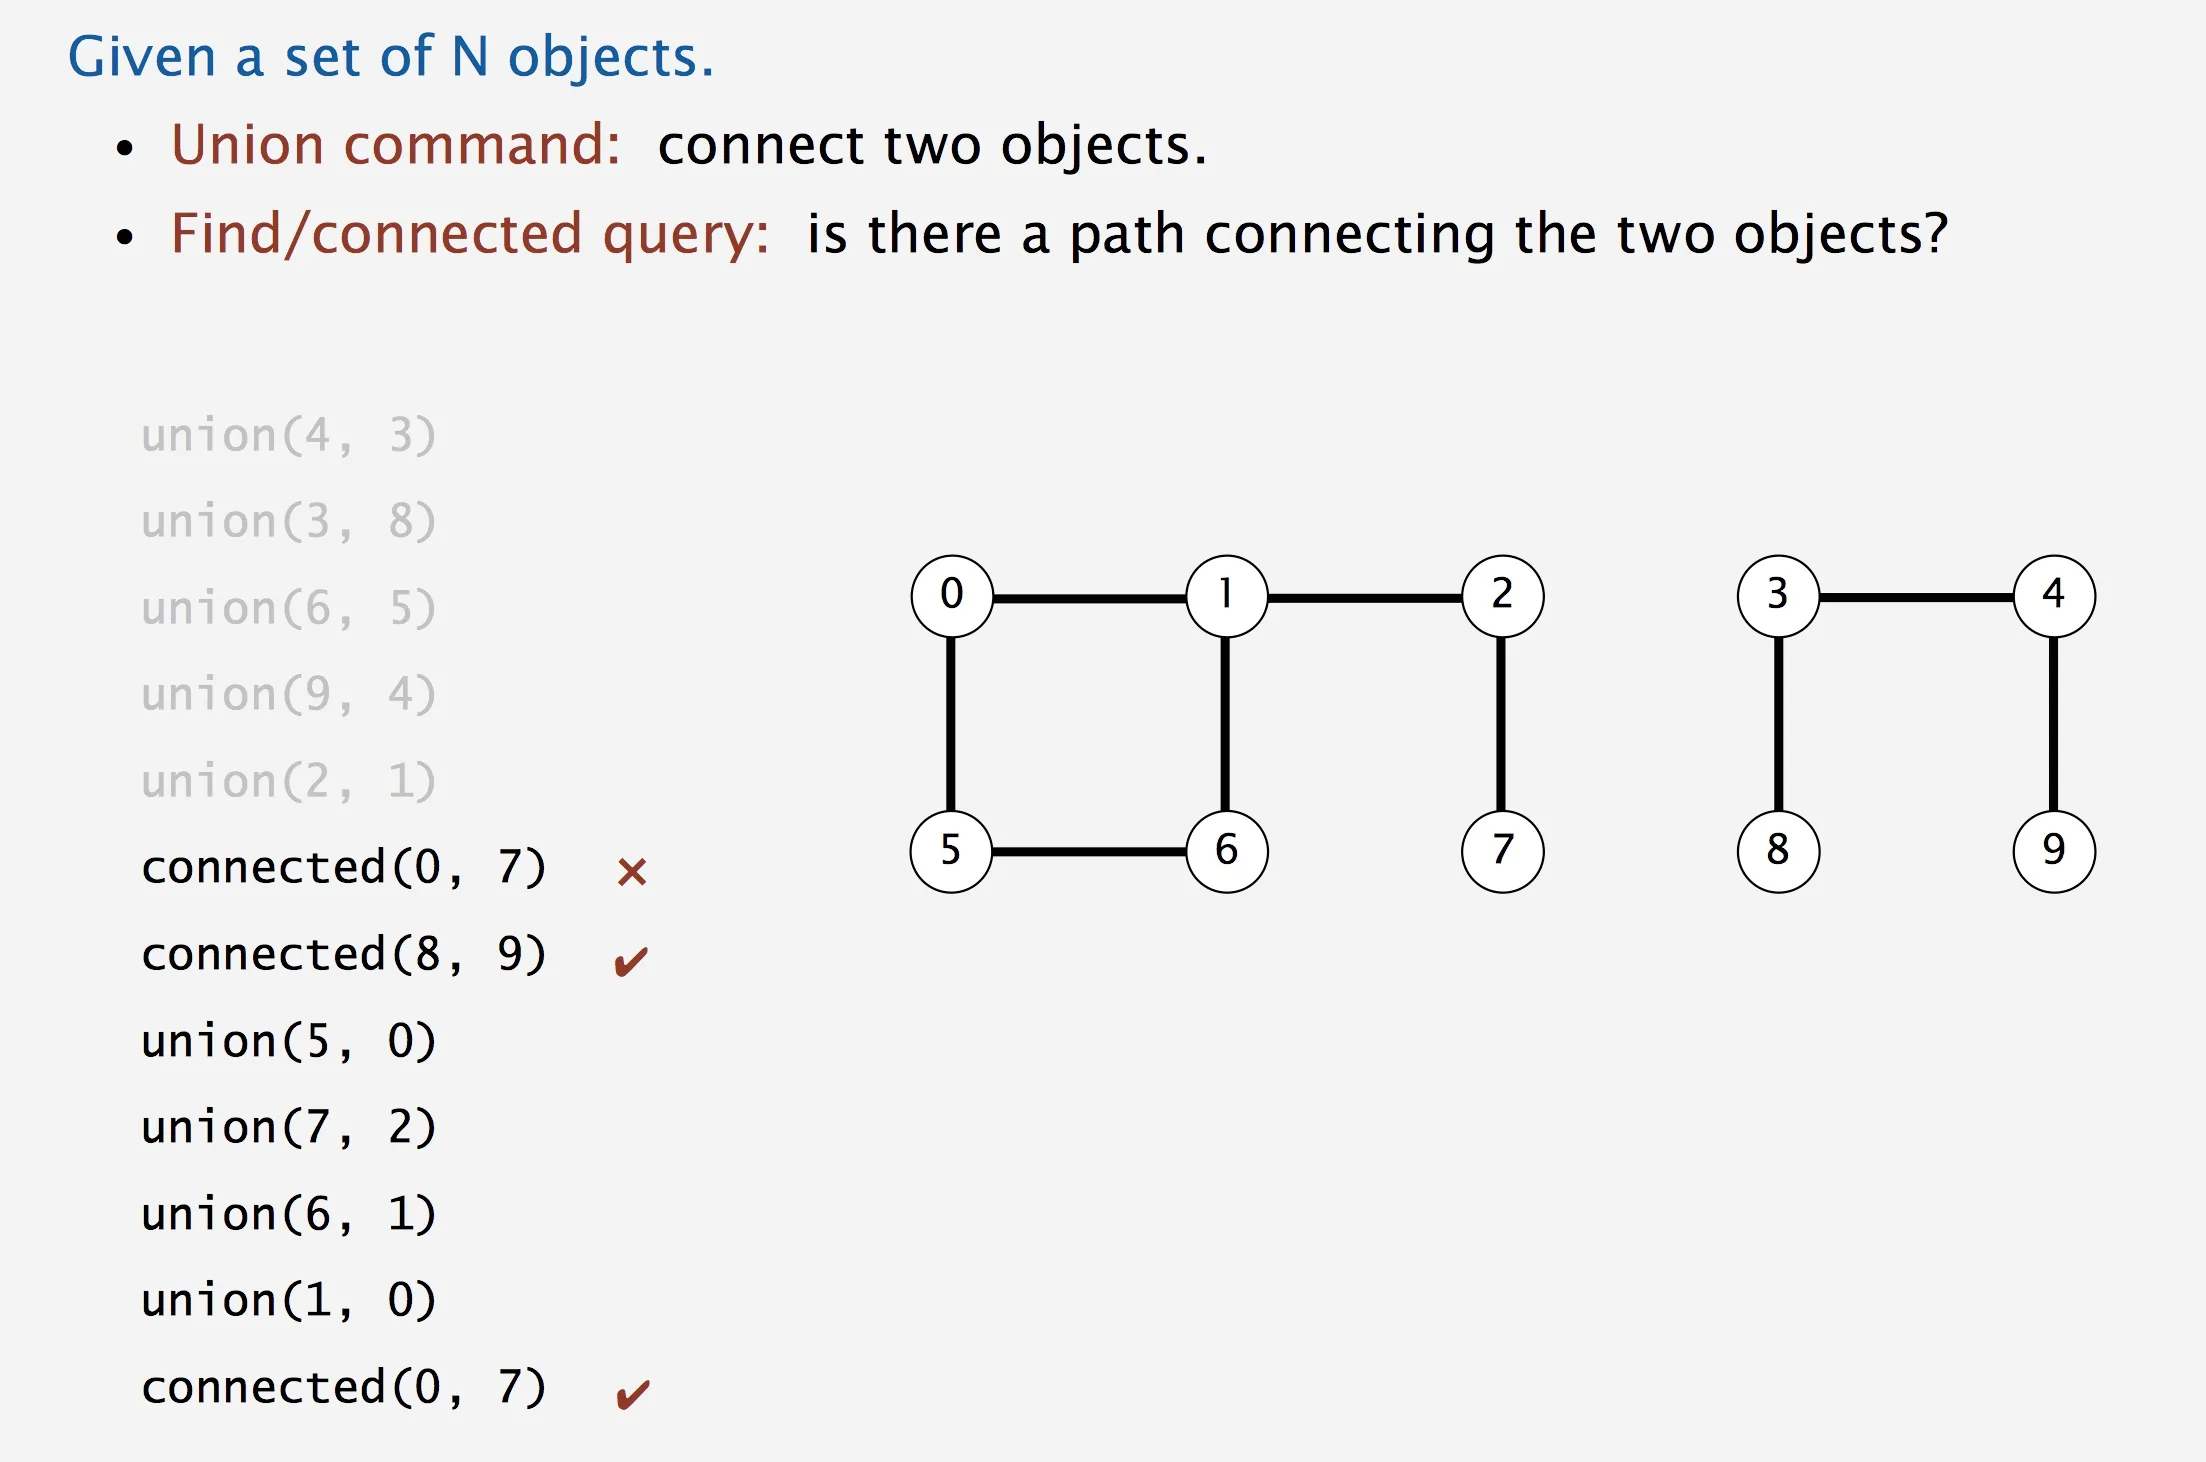 Given a set of N objects.
• Union command: connect two objects.
• Find/connected query: is there a path connecting the two objects?
union(4, 3)
union(3, 8)
union(6, 5)
union(9, 4)
union(2, 1)
connected(0, 7) ✗
connected(8, 9) ✔
union(5, 0)
union(7, 2)
union(6, 1)
union(1, 0)
connected(0, 7) ✔
0 1 2 3 4
5 6 7 8 9